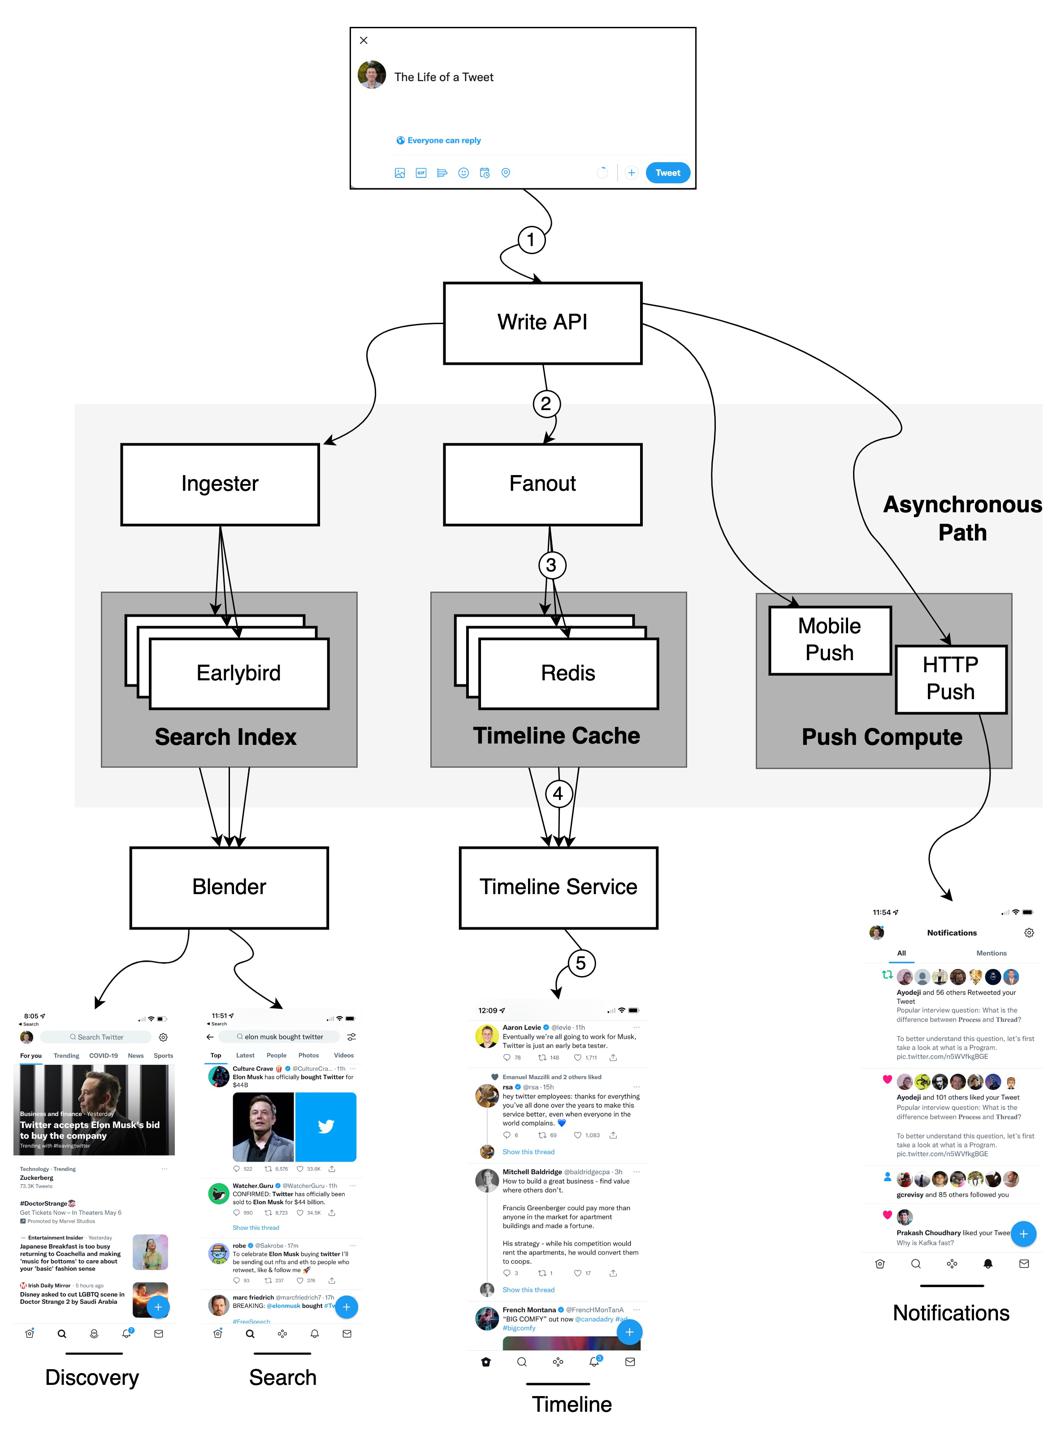 The Life of a Tweet
Everyone can reply
GIF
Tweet
1
Write API
2
Ingester
Fanout
Asynchronous
Path
3
Earlybird
Search Index
Redis
Timeline Cache
Mobile
Push
HTTP
Push
Push Compute
4
Blender
Timeline Service
5
8:05
Search
Search Twitter
For you Trending COVID-19 News Sports
Business and finance · Yesterday
Twitter accepts Elon Musk's bid
to buy the company
Trending with #leavingtwitter
Technology · Trending
Zuckerberg
73.3K Tweets
#DoctorStrange
Get Tickets Now – In Theaters May 6
Promoted by Marvel Studios
Entertainment Insider · Yesterday
Japanese Breakfast is too busy
returning to Coachella and making
'music for bottoms' to care about
your 'basic' fashion sense
Irish Daily Mirror · 5 hours ago
Disney asked to cut LGBTQ scene in
Doctor Strange 2 by Saudi Arabia
Discovery
11:51
Search
elon musk bought twitter
Top Latest People Photos Videos
Culture Crave @CultureCra... · 11h
Elon Musk has officially bought Twitter for
$44B
522 6,576 33.6K
Watcher.Guru @WatcherGuru · 11h
CONFIRMED: Twitter has officially been
sold to Elon Musk for $44 billion.
990 8,723 34.5K
Show this thread
robe @Sakrobe · 17m
To celebrate Elon Musk buying twitter I'll
be sending out nfts and eth to people who
retweet, like & follow me 🚀
93 237 276
marc friedrich @marcfriedrich7 · 17h
BREAKING: @elonmusk bought #Tw
#FreeSpeech
Search
12:09
Aaron Levie @levie · 11h
Eventually we're all going to work for Musk,
Twitter is just an early beta tester.
76 148 1,711
Emanuel Mazzilli and 2 others liked
rsa @rsa · 15h
hey twitter employees: thanks for everything
you've all done over the years to make this
service better, even when everyone in the
world complains. 💙
6 69 1,083
Show this thread
Mitchell Baldridge @baldridgecpa · 3h
How to build a great business - find value
where others don't.
Francis Greenberger could pay more than
anyone in the market for apartment
buildings and made a fortune.
His strategy - while his competition would
rent the apartments, he would convert them
to coops.
3 1 17
Show this thread
French Montana @FrencHMonTanA
"BIG COMFY" out now @canadadry #ad
#bigcomfy
3
Timeline
11:54
Notifications
All Mentions
Ayodeji and 56 others Retweeted your
Tweet
Popular interview question: What is the
difference between Process and Thread?
To better understand this question, let's first
take a look at what is a Program.
pic.twitter.com/n5WVfkgBGE
Ayodeji and 101 others liked your Tweet
Popular interview question: What is the
difference between Process and Thread?
To better understand this question, let's first
take a look at what is a Program.
pic.twitter.com/n5WVfkgBGE
gcrevisy and 85 others followed you
Prakash Choudhary liked your Twee
Why is Kafka fast?
Notifications